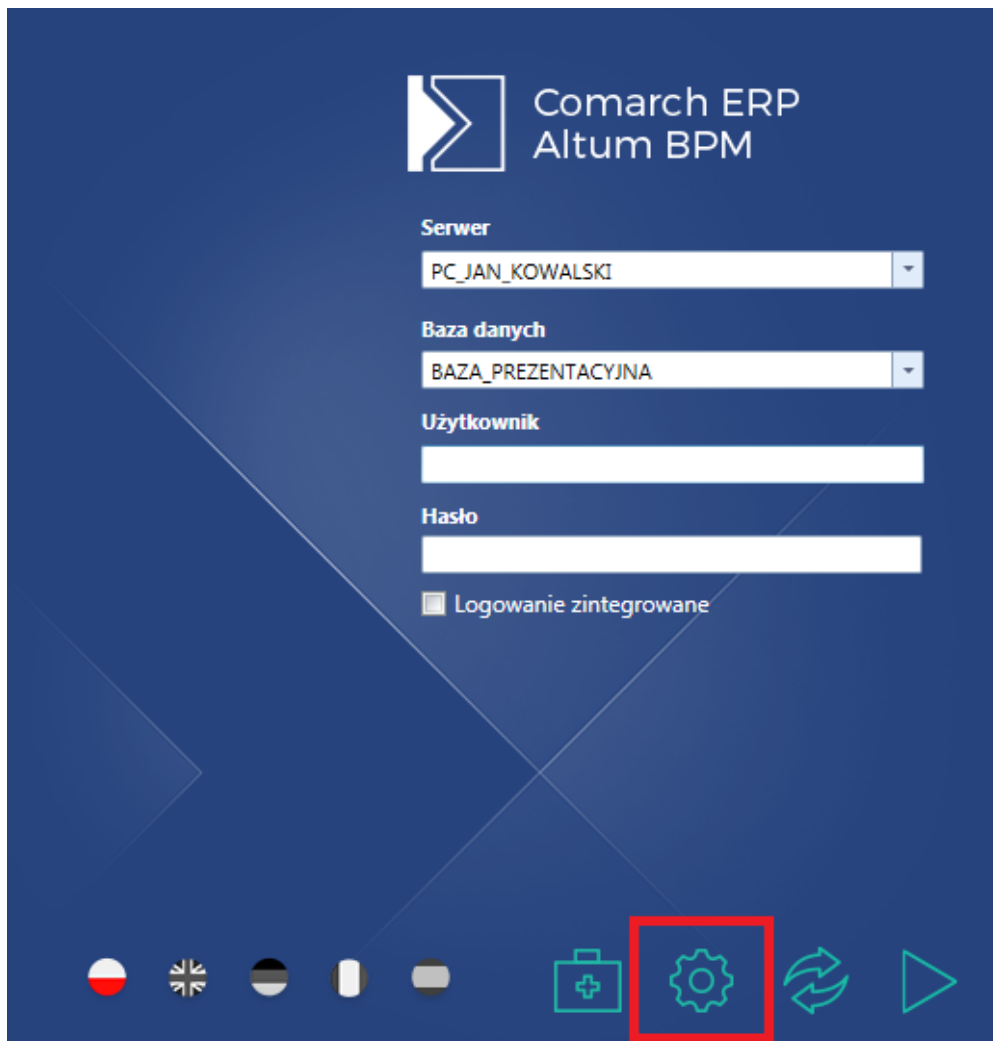 Comarch ERP
Altum BPM
Serwer
PC_JAN_KOWALSKI
Baza danych
BAZA_PREZENTACYJNA
Użytkownik
Hasło
Logowanie zintegrowane